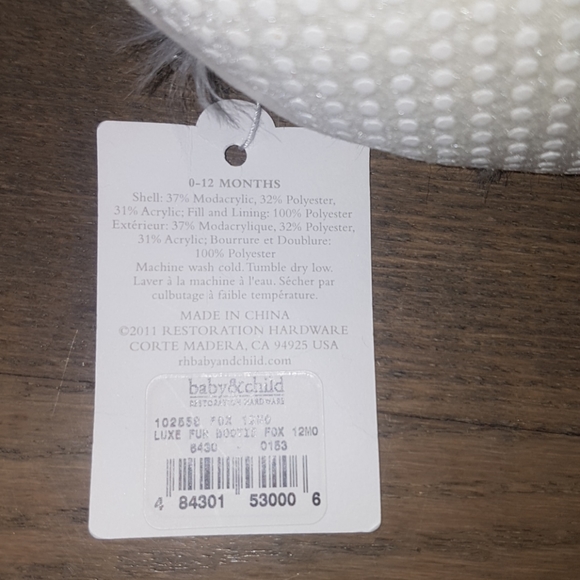 0-12 MONTHS
Shell: 37% Modacrylic, 32% Polyester,
31% Acrylic; Fill and Lining: 100% Polyester
Extérieur: 37% Modacrylique, 32% Polyester,
31% Acrylic; Bourrure et Doublure:
100% Polyester
Machine wash cold. Tumble dry low.
Laver à la machine à l'eau. Sécher par
culbutage à faible température.
MADE IN CHINA
©2011 RESTORATION HARDWARE
CORTE MADERA, CA 94925 USA
rhbabyandchild.com
baby&child
RESTORATION HARDWARE
102558 FOX 12MO
LUXE FUR BOOTIE FOX 12MO
6430 - 0153
4 84301 53000 6